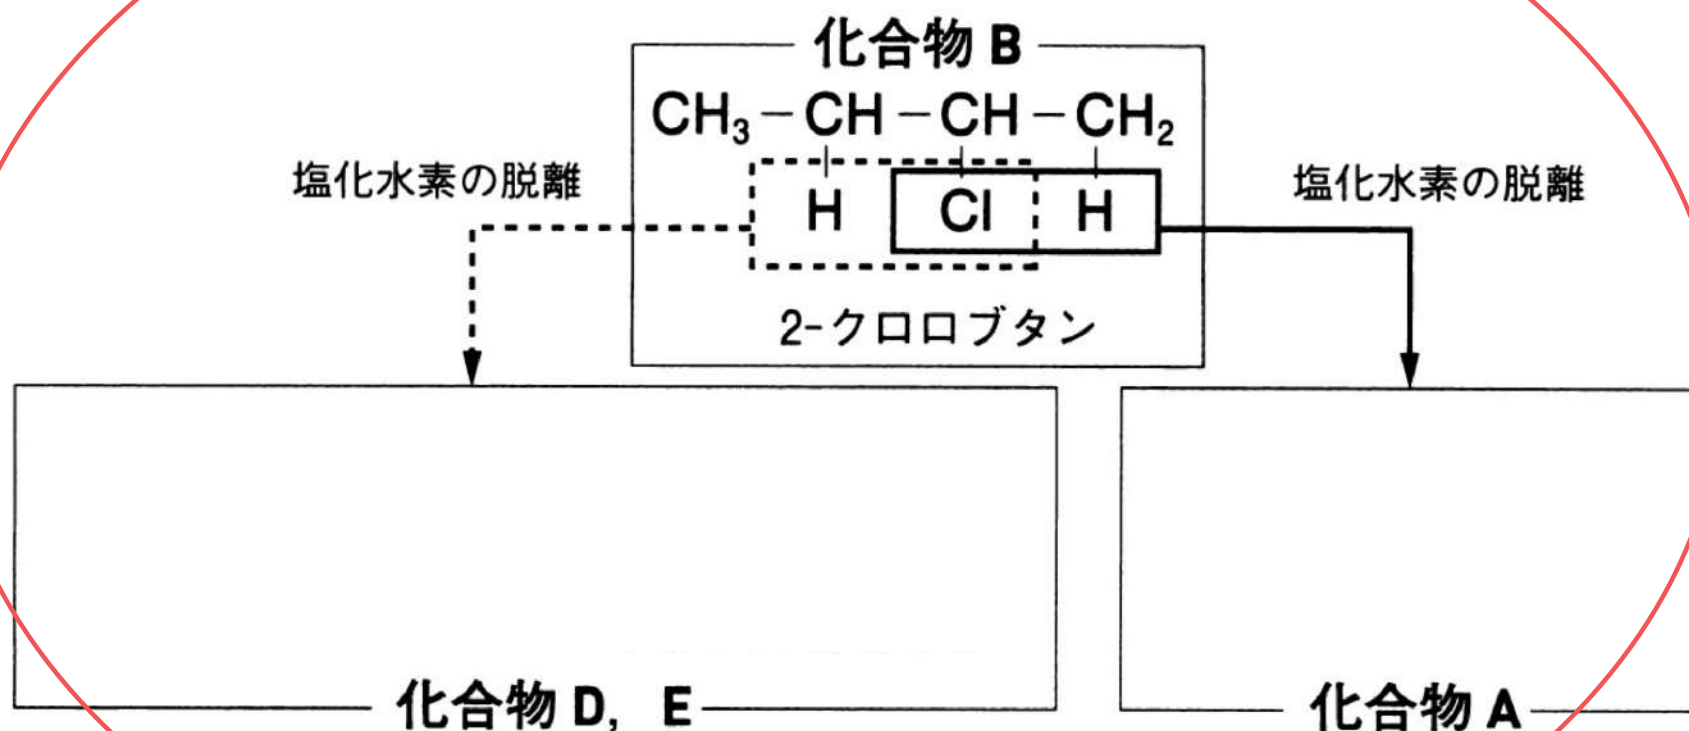 化合物 B
CH₃－CH－CH－CH₂
塩化水素の脱離
塩化水素の脱離
H Cl H
2-クロロブタン
化合物 D, E
化合物 A